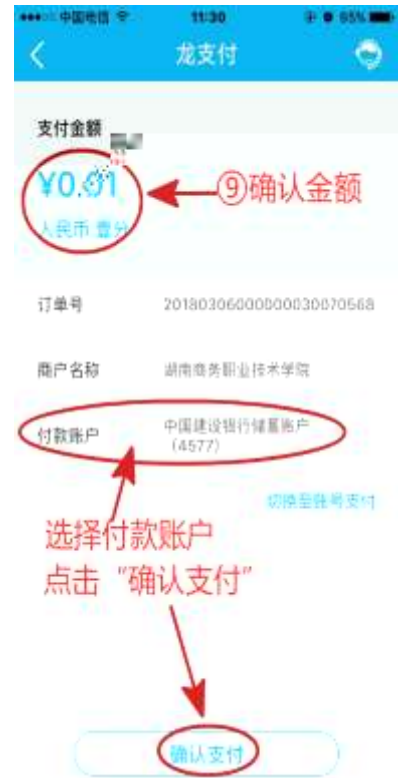 中国电信 11:30 65%
龙支付
支付金额
¥0.01
⑨确认金额
人民币 壹分
订单号 20180306000000030070568
商户名称 湖南商务职业技术学院
付款账户 中国建设银行储蓄账户
(4577)
切换至账号支付
选择付款账户
点击“确认支付”
确认支付